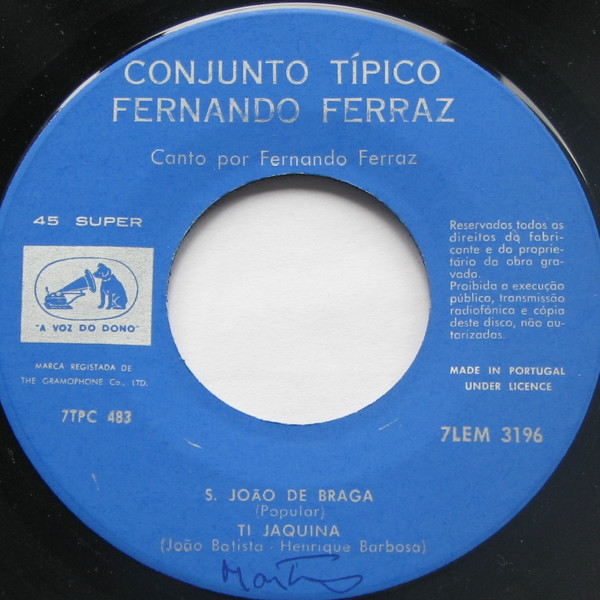 CONJUNTO TÍPICO
FERNANDO FERRAZ
Canto por Fernando Ferraz
45 SUPER
"A VOZ DO DONO"
MARCA REGISTADA DE
THE GRAMOPHONE Co., LTD.
7TPC 483
Reservados todos os
direitos do fabri-
cante e do proprie-
tário da obra gra-
vada.
Proibida a execução
pública, transmissão
radiofónica e cópia
deste disco, não au-
torizadas.
MADE IN PORTUGAL
UNDER LICENCE
7LEM 3196
S. JOÃO DE BRAGA
(Popular)
TI JAQUINA
(João Batista - Henrique Barbosa)